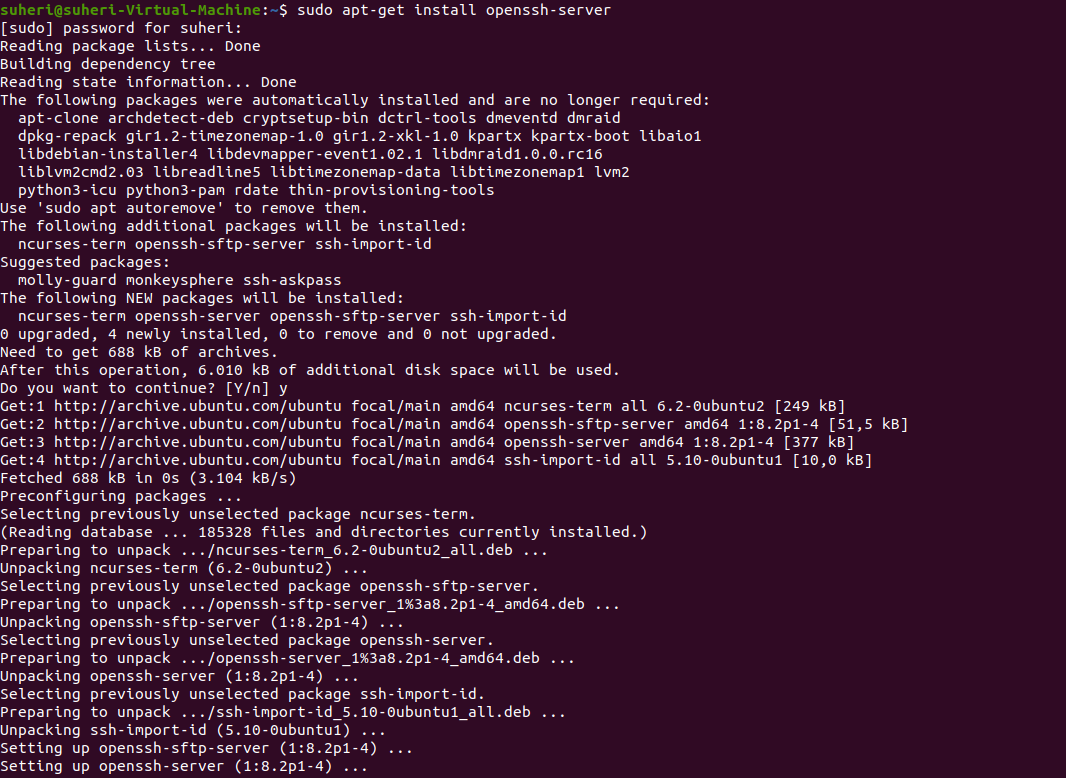 suheri@suheri-Virtual-Machine:~$ sudo apt-get install openssh-server
[sudo] password for suheri:
Reading package lists... Done
Building dependency tree
Reading state information... Done
The following packages were automatically installed and are no longer required:
  apt-clone archdetect-deb cryptsetup-bin dctrl-tools dmeventd dmraid
  dpkg-repack gir1.2-timezonemap-1.0 gir1.2-xkl-1.0 kpartx kpartx-boot libaio1
  libdebian-installer4 libdevmapper-event1.02.1 libdmraid1.0.0.rc16
  liblvm2cmd2.03 libreadline5 libtimezonemap-data libtimezonemap1 lvm2
  python3-icu python3-pam rdate thin-provisioning-tools
Use 'sudo apt autoremove' to remove them.
The following additional packages will be installed:
  ncurses-term openssh-sftp-server ssh-import-id
Suggested packages:
  molly-guard monkeysphere ssh-askpass
The following NEW packages will be installed:
  ncurses-term openssh-server openssh-sftp-server ssh-import-id
0 upgraded, 4 newly installed, 0 to remove and 0 not upgraded.
Need to get 688 kB of archives.
After this operation, 6.010 kB of additional disk space will be used.
Do you want to continue? [Y/n] y
Get:1 http://archive.ubuntu.com/ubuntu focal/main amd64 ncurses-term all 6.2-0ubuntu2 [249 kB]
Get:2 http://archive.ubuntu.com/ubuntu focal/main amd64 openssh-sftp-server amd64 1:8.2p1-4 [51,5 kB]
Get:3 http://archive.ubuntu.com/ubuntu focal/main amd64 openssh-server amd64 1:8.2p1-4 [377 kB]
Get:4 http://archive.ubuntu.com/ubuntu focal/main amd64 ssh-import-id all 5.10-0ubuntu1 [10,0 kB]
Fetched 688 kB in 0s (3.104 kB/s)
Preconfiguring packages ...
Selecting previously unselected package ncurses-term.
(Reading database ... 185328 files and directories currently installed.)
Preparing to unpack .../ncurses-term_6.2-0ubuntu2_all.deb ...
Unpacking ncurses-term (6.2-0ubuntu2) ...
Selecting previously unselected package openssh-sftp-server.
Preparing to unpack .../openssh-sftp-server_1%3a8.2p1-4_amd64.deb ...
Unpacking openssh-sftp-server (1:8.2p1-4) ...
Selecting previously unselected package openssh-server.
Preparing to unpack .../openssh-server_1%3a8.2p1-4_amd64.deb ...
Unpacking openssh-server (1:8.2p1-4) ...
Selecting previously unselected package ssh-import-id.
Preparing to unpack .../ssh-import-id_5.10-0ubuntu1_all.deb ...
Unpacking ssh-import-id (5.10-0ubuntu1) ...
Setting up openssh-sftp-server (1:8.2p1-4) ...
Setting up openssh-server (1:8.2p1-4) ...